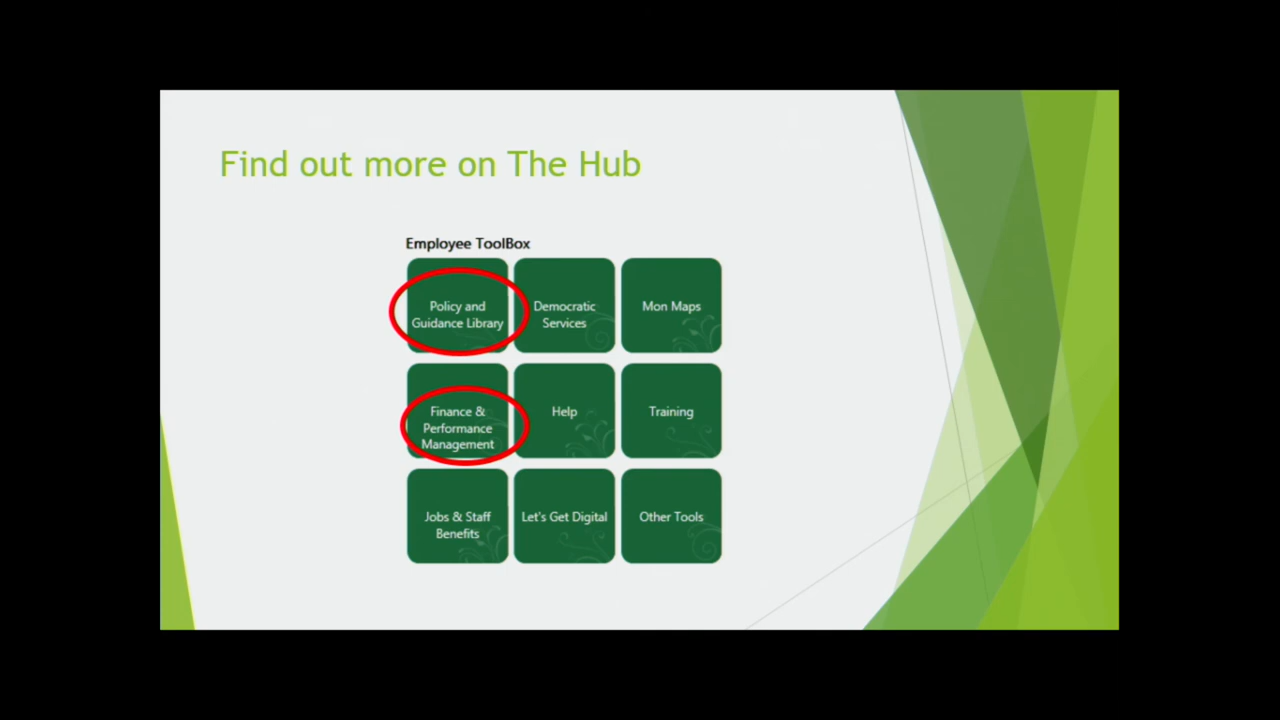 Find out more on The Hub
Employee ToolBox
Policy and
Guidance Library
Democratic
Services
Mon Maps
Finance &
Performance
Management
Help
Training
Jobs & Staff
Benefits
Let's Get Digital
Other Tools